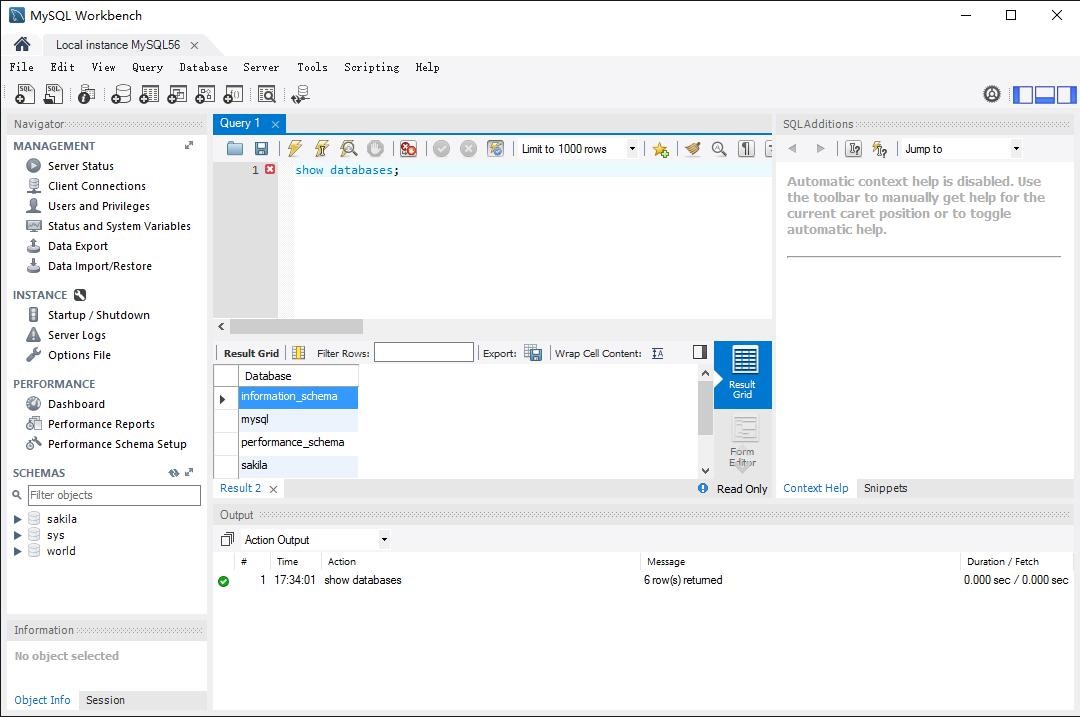 MySQL Workbench
Local instance MySQL56
File Edit View Query Database Server Tools Scripting Help
Navigator
MANAGEMENT
Server Status
Client Connections
Users and Privileges
Status and System Variables
Data Export
Data Import/Restore
INSTANCE
Startup / Shutdown
Server Logs
Options File
PERFORMANCE
Dashboard
Performance Reports
Performance Schema Setup
SCHEMAS
Filter objects
sakila
sys
world
Information
No object selected
Object Info Session
Query 1
Limit to 1000 rows
1 show databases;
Result Grid Filter Rows: Export: Wrap Cell Content:
Database
information_schema
mysql
performance_schema
sakila
Result
Grid
Form
Editor
Result 2 Read Only
SQLAdditions
Jump to
Automatic context help is disabled. Use
the toolbar to manually get help for the
current caret position or to toggle
automatic help.
Context Help Snippets
Output
Action Output
# Time Action Message Duration / Fetch
1 17:34:01 show databases 6 row(s) returned 0.000 sec / 0.000 sec